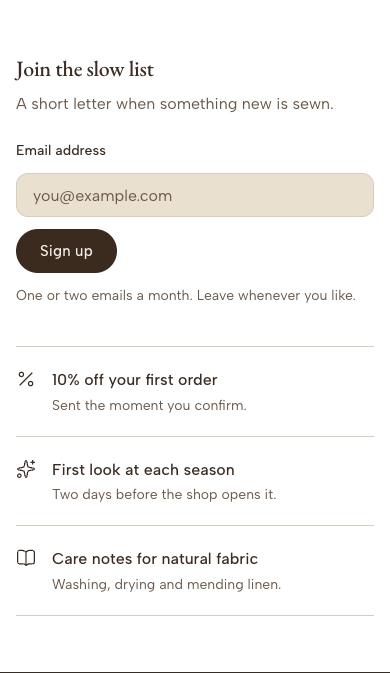 Join the slow list
A short letter when something new is sewn.
Email address
you@example.com
Sign up
One or two emails a month. Leave whenever you like.
10% off your first order
Sent the moment you confirm.
First look at each season
Two days before the shop opens it.
Care notes for natural fabric
Washing, drying and mending linen.